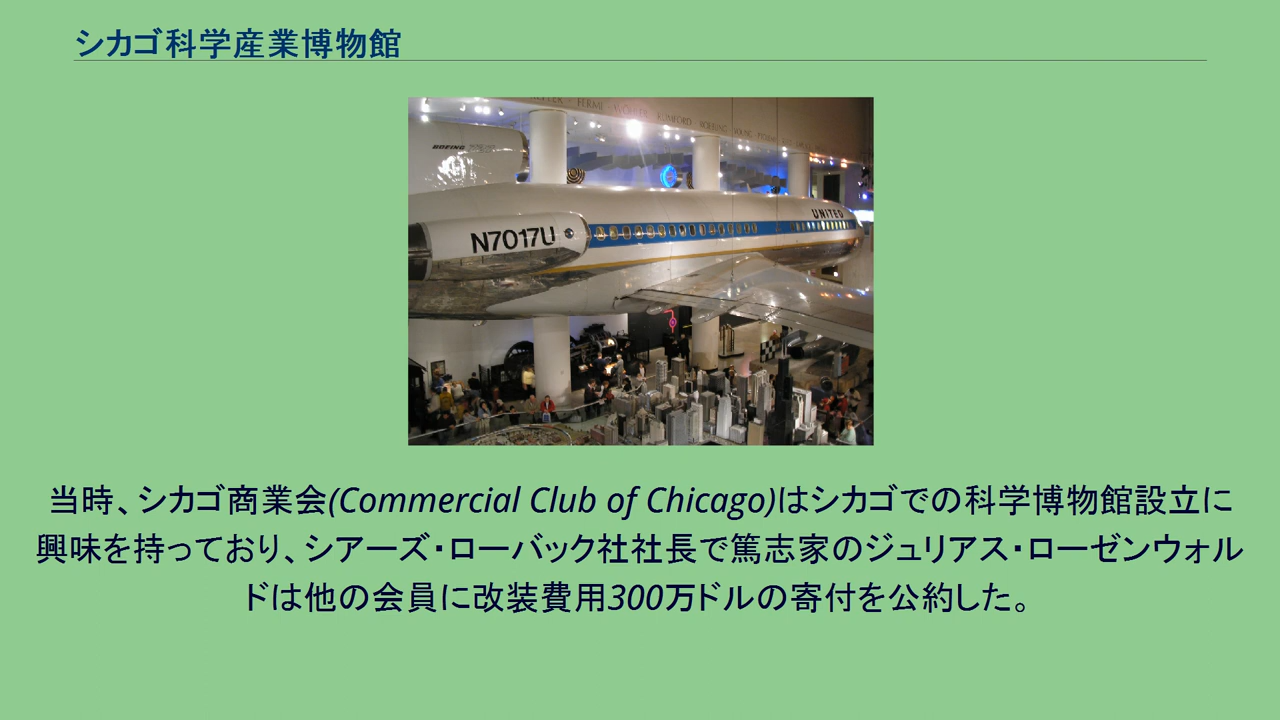 シカゴ科学産業博物館
FERMI
RUMFORD
BOEING
UNITED
N7017U
当時、シカゴ商業会(Commercial Club of Chicago)はシカゴでの科学博物館設立に
興味を持っており、シアーズ・ローバック社社長で篤志家のジュリアス・ローゼンウォル
ドは他の会員に改装費用300万ドルの寄付を公約した。